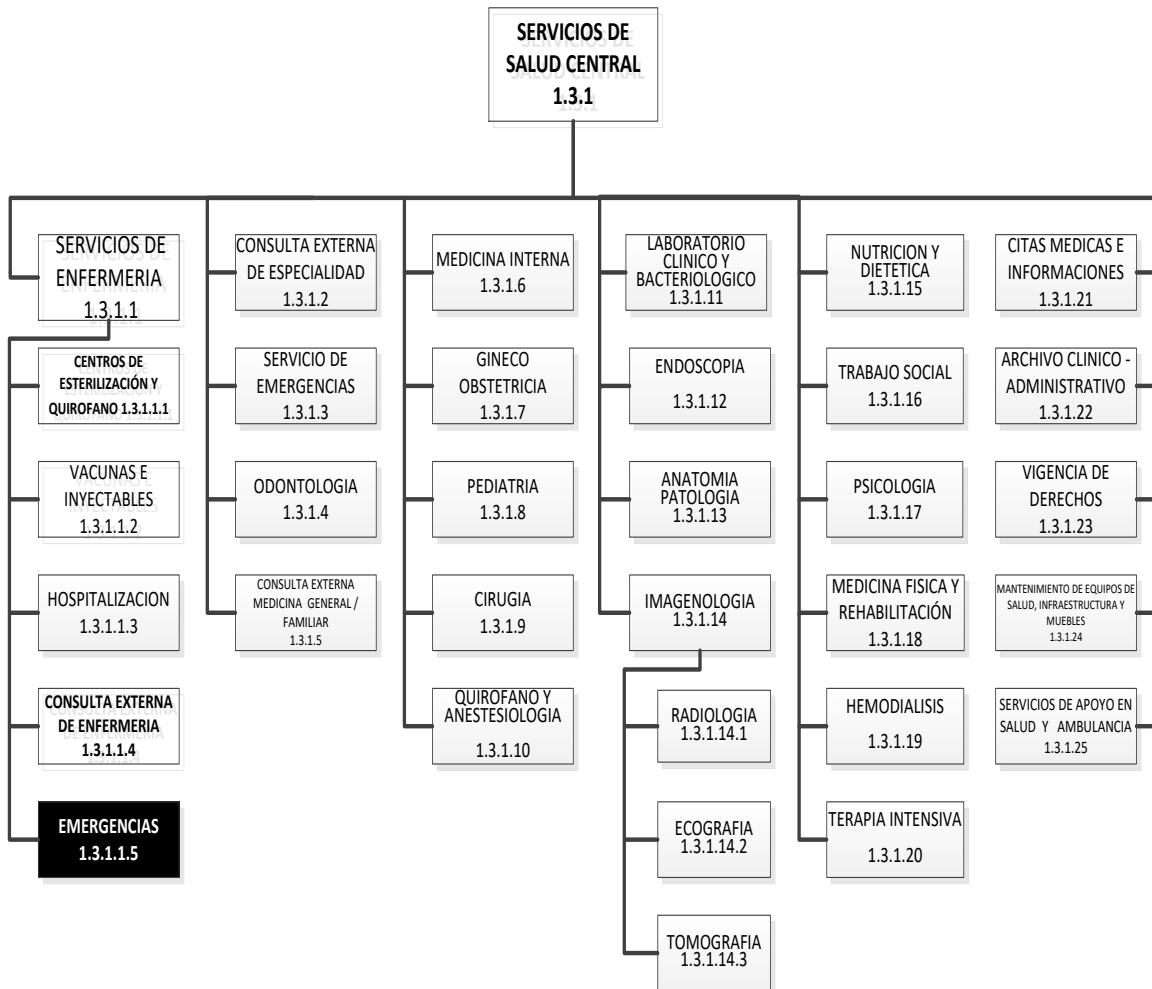 SERVICIOS DE
SALUD CENTRAL
1.3.1
SERVICIOS DE
ENFERMERIA
1.3.1.1
CENTROS DE
ESTERILIZACIÓN Y
QUIROFANO 1.3.1.1.1
VACUNAS E
INYECTABLES
1.3.1.1.2
HOSPITALIZACION
1.3.1.1.3
CONSULTA EXTERNA
DE ENFERMERIA
1.3.1.1.4
EMERGENCIAS
1.3.1.1.5
CONSULTA EXTERNA
DE ESPECIALIDAD
1.3.1.2
SERVICIO DE
EMERGENCIAS
1.3.1.3
ODONTOLOGIA
1.3.1.4
CONSULTA EXTERNA
MEDICINA GENERAL /
FAMILIAR
1.3.1.5
MEDICINA INTERNA
1.3.1.6
GINECO
OBSTETRICIA
1.3.1.7
PEDIATRIA
1.3.1.8
CIRUGIA
1.3.1.9
QUIROFANO Y
ANESTESIOLOGIA
1.3.1.10
LABORATORIO
CLINICO Y
BACTERIOLOGICO
1.3.1.11
ENDOSCOPIA
1.3.1.12
ANATOMIA
PATOLOGIA
1.3.1.13
IMAGENOLOGIA
1.3.1.14
RADIOLOGIA
1.3.1.14.1
ECOGRAFIA
1.3.1.14.2
TOMOGRAFIA
1.3.1.14.3
NUTRICION Y
DIETETICA
1.3.1.15
TRABAJO SOCIAL
1.3.1.16
PSICOLOGIA
1.3.1.17
MEDICINA FISICA Y
REHABILITACIÓN
1.3.1.18
HEMODIALISIS
1.3.1.19
TERAPIA INTENSIVA
1.3.1.20
CITAS MEDICAS E
INFORMACIONES
1.3.1.21
ARCHIVO CLINICO -
ADMINISTRATIVO
1.3.1.22
VIGENCIA DE
DERECHOS
1.3.1.23
MANTENIMIENTO DE EQUIPOS DE
SALUD, INFRAESTRUCTURA Y
MUEBLES
1.3.1.24
SERVICIOS DE APOYO EN
SALUD Y AMBULANCIA
1.3.1.25